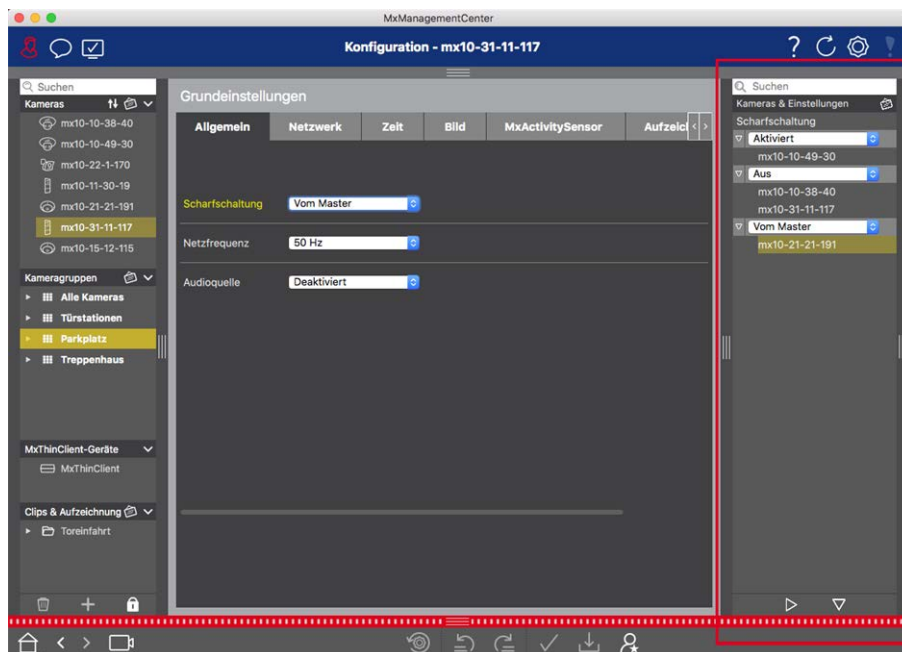 MxManagementCenter
Konfiguration - mx10-31-11-117
?
Suchen
Kameras
mx10-10-38-40
mx10-10-49-30
mx10-22-1-170
mx10-11-30-19
mx10-21-21-191
mx10-31-11-117
mx10-15-12-115
Kameragruppen
Alle Kameras
Türstationen
Parkplatz
Treppenhaus
MxThinClient-Geräte
MxThinClient
Clips & Aufzeichnung
Toreinfahrt
Grundeinstellungen
Allgemein Netzwerk Zeit Bild MxActivitySensor Aufzeicl
Scharfschaltung Vom Master
Netzfrequenz 50 Hz
Audioquelle Deaktiviert
Suchen
Kameras & Einstellungen
Scharfschaltung
Aktiviert
mx10-10-49-30
Aus
mx10-10-38-40
mx10-31-11-117
Vom Master
mx10-21-21-191